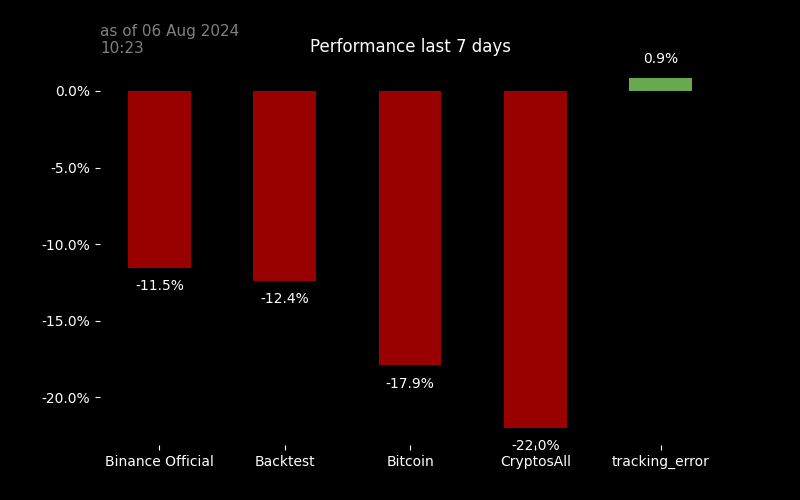 as of 06 Aug 2024
10:23
Performance last 7 days
0.9%
0.0%
-5.0%
-10.0%
-15.0%
-20.0%
-11.5%
-12.4%
-17.9%
-22.0%
Binance Official
Backtest
Bitcoin
CryptosAll
tracking_error